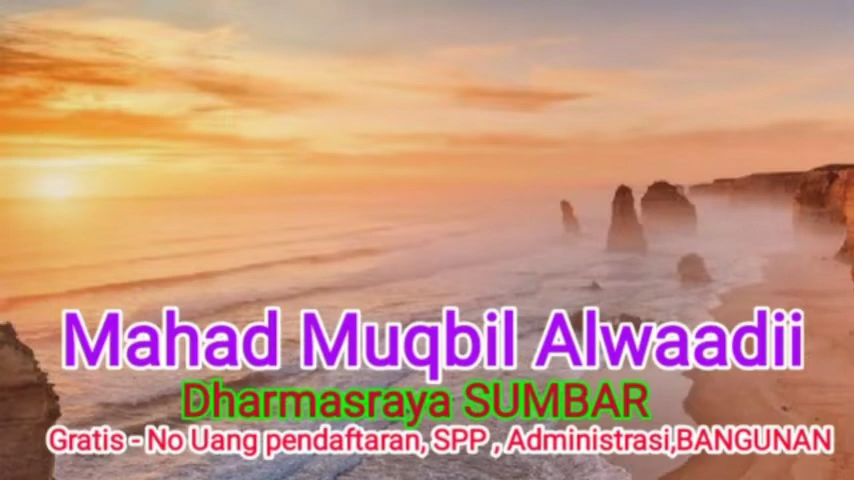 Mahad Muqbil Alwaadii
Dharmasraya SUMBAR
Gratis - No Uang pendaftaran, SPP , Administrasi,BANGUNAN